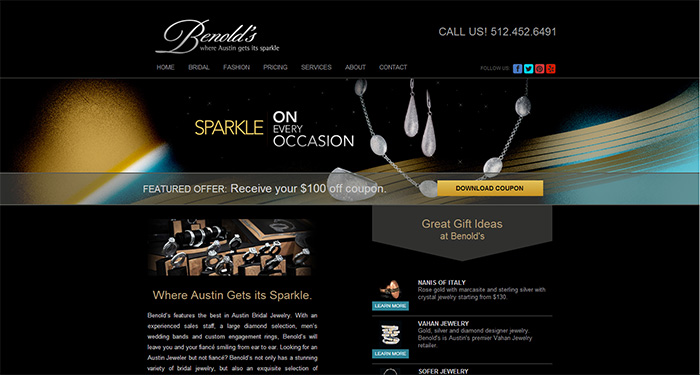 Benold's
where Austin gets its sparkle
CALL US! 512.452.6491
HOME BRIDAL FASHION PRICING SERVICES ABOUT CONTACT
FOLLOW US:
SPARKLE ON
EVERY
OCCASION
FEATURED OFFER: Receive your $100 off coupon.
DOWNLOAD COUPON
Great Gift Ideas
at Benold's
Where Austin Gets its Sparkle.
Benold's features the best in Austin Bridal Jewelry. With an
experienced sales staff, a large diamond selection, men's
wedding bands and custom engagement rings, Benold's will
leave you and your fiancé smiling from ear to ear. Looking for an
Austin Jeweler but not fiancé? Benold's not only has a stunning
variety of bridal jewelry, but also an exquisite selection of
NANIS OF ITALY
Rose gold with marcasite and sterling silver with
crystal jewelry starting from $130.
LEARN MORE
VAHAN JEWELRY
Gold, silver and diamond designer jewelry.
Benold's is Austin's premier Vahan Jewelry
retailer.
LEARN MORE
SOFER JEWELRY